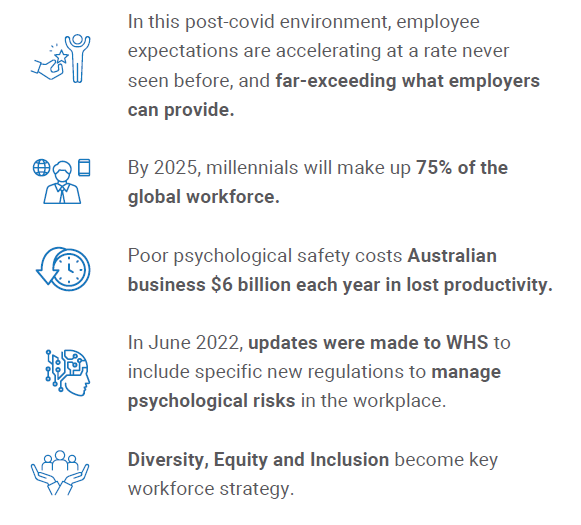 In this post-covid environment, employee
expectations are accelerating at a rate never
seen before, and far-exceeding what employers
can provide.
By 2025, millennials will make up 75% of the
global workforce.
Poor psychological safety costs Australian
business $6 billion each year in lost productivity.
In June 2022, updates were made to WHS to
include specific new regulations to manage
psychological risks in the workplace.
Diversity, Equity and Inclusion become key
workforce strategy.